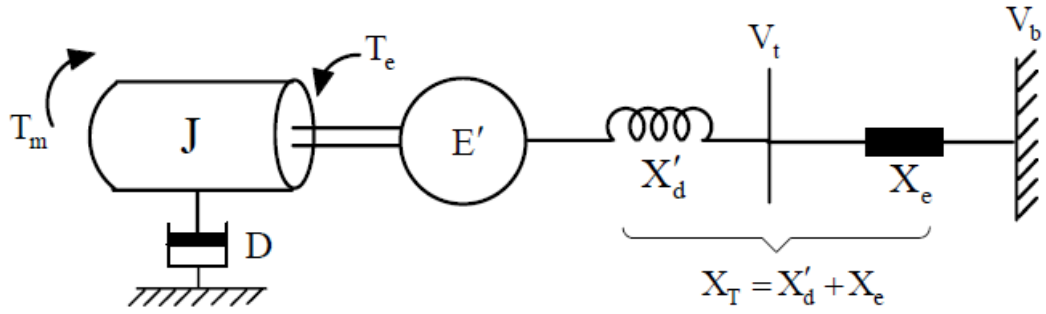 T_m
J
T_e
E′
X′_d
V_t
X_e
V_b
D
X_T = X′_d + X_e